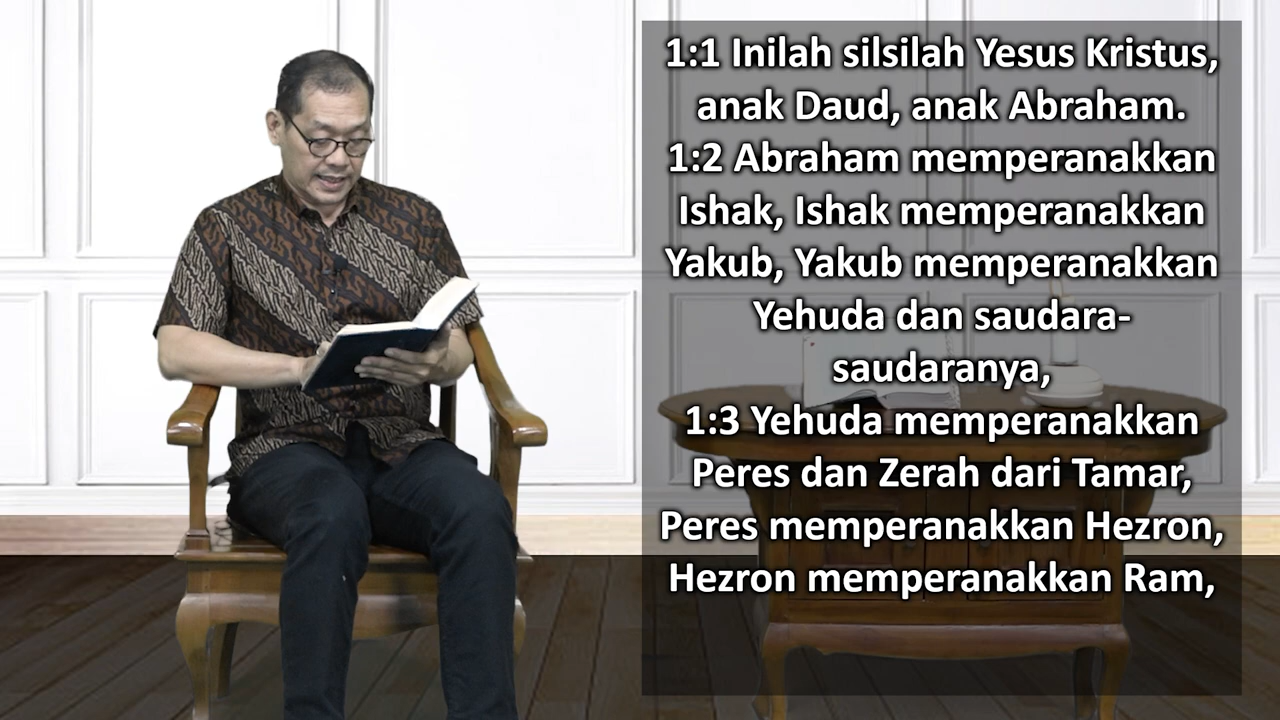 1:1 Inilah silsilah Yesus Kristus,
anak Daud, anak Abraham.
1:2 Abraham memperanakkan
Ishak, Ishak memperanakkan
Yakub, Yakub memperanakkan
Yehuda dan saudara-
saudaranya,
1:3 Yehuda memperanakkan
Peres dan Zerah dari Tamar,
Peres memperanakkan Hezron,
Hezron memperanakkan Ram,